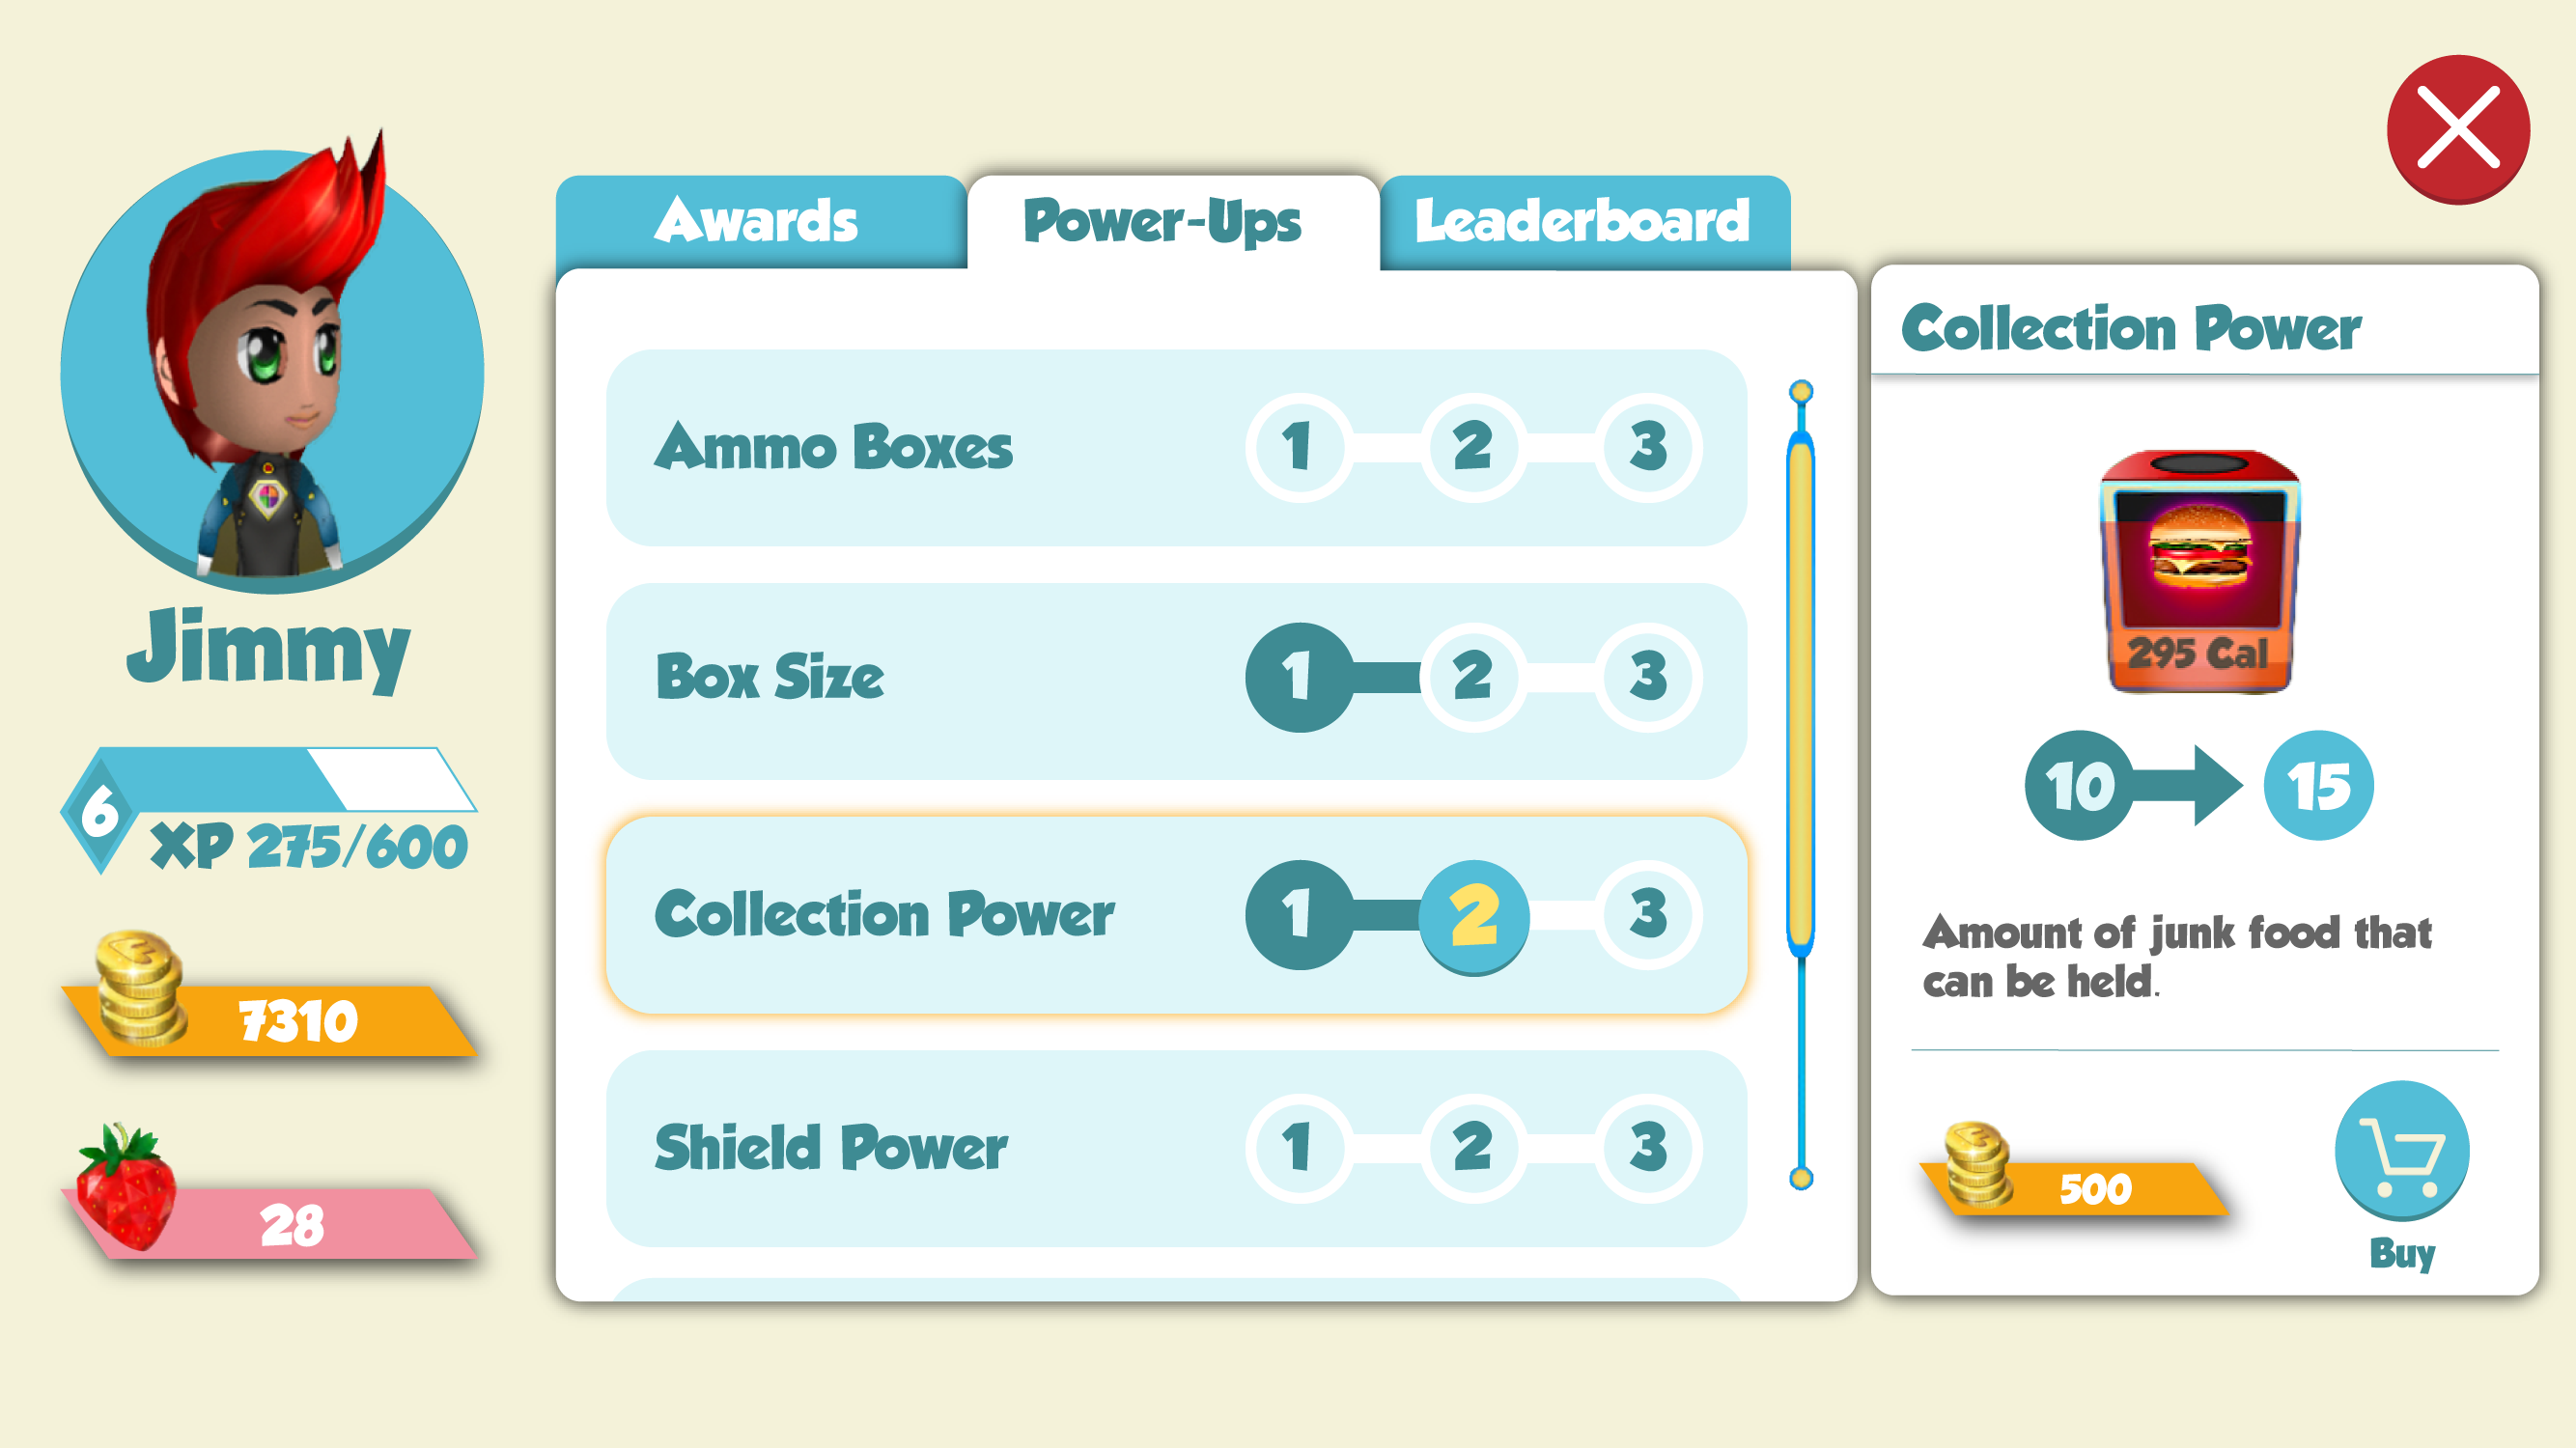 Jimmy
6
XP 275/600
7310
28
Awards
Power-Ups
Leaderboard
Ammo Boxes 1 2 3
Box Size 1 2 3
Collection Power 1 2 3
Shield Power 1 2 3
Collection Power
295 Cal
10 15
Amount of junk food that
can be held.
500
Buy